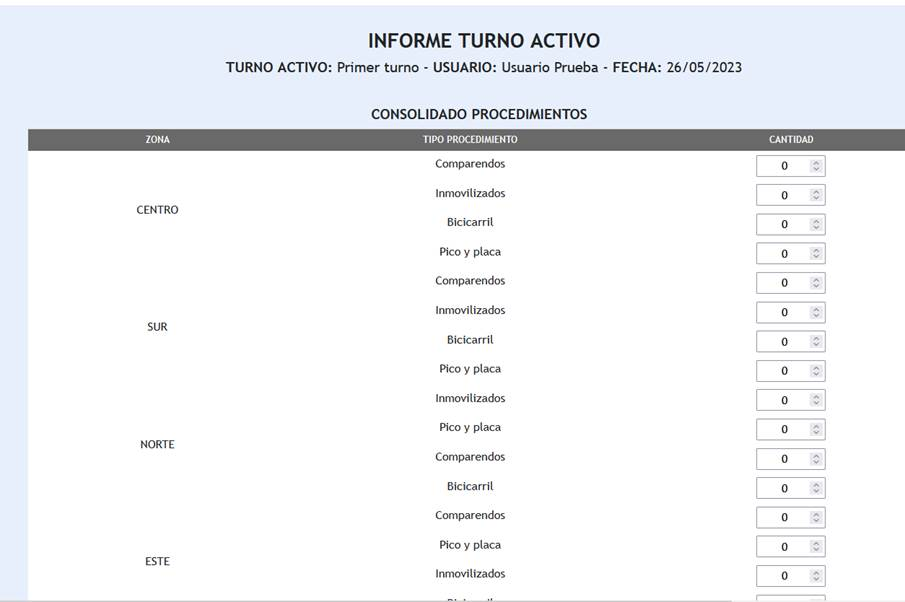 INFORME TURNO ACTIVO
TURNO ACTIVO: Primer turno - USUARIO: Usuario Prueba - FECHA: 26/05/2023
CONSOLIDADO PROCEDIMIENTOS
ZONA TIPO PROCEDIMIENTO CANTIDAD
Comparendos 0
Inmovilizados 0
CENTRO
Bicicarril 0
Pico y placa 0
Comparendos 0
Inmovilizados 0
SUR
Bicicarril 0
Pico y placa 0
Inmovilizados 0
Pico y placa 0
NORTE
Comparendos 0
Bicicarril 0
Comparendos 0
Pico y placa 0
ESTE
Inmovilizados 0